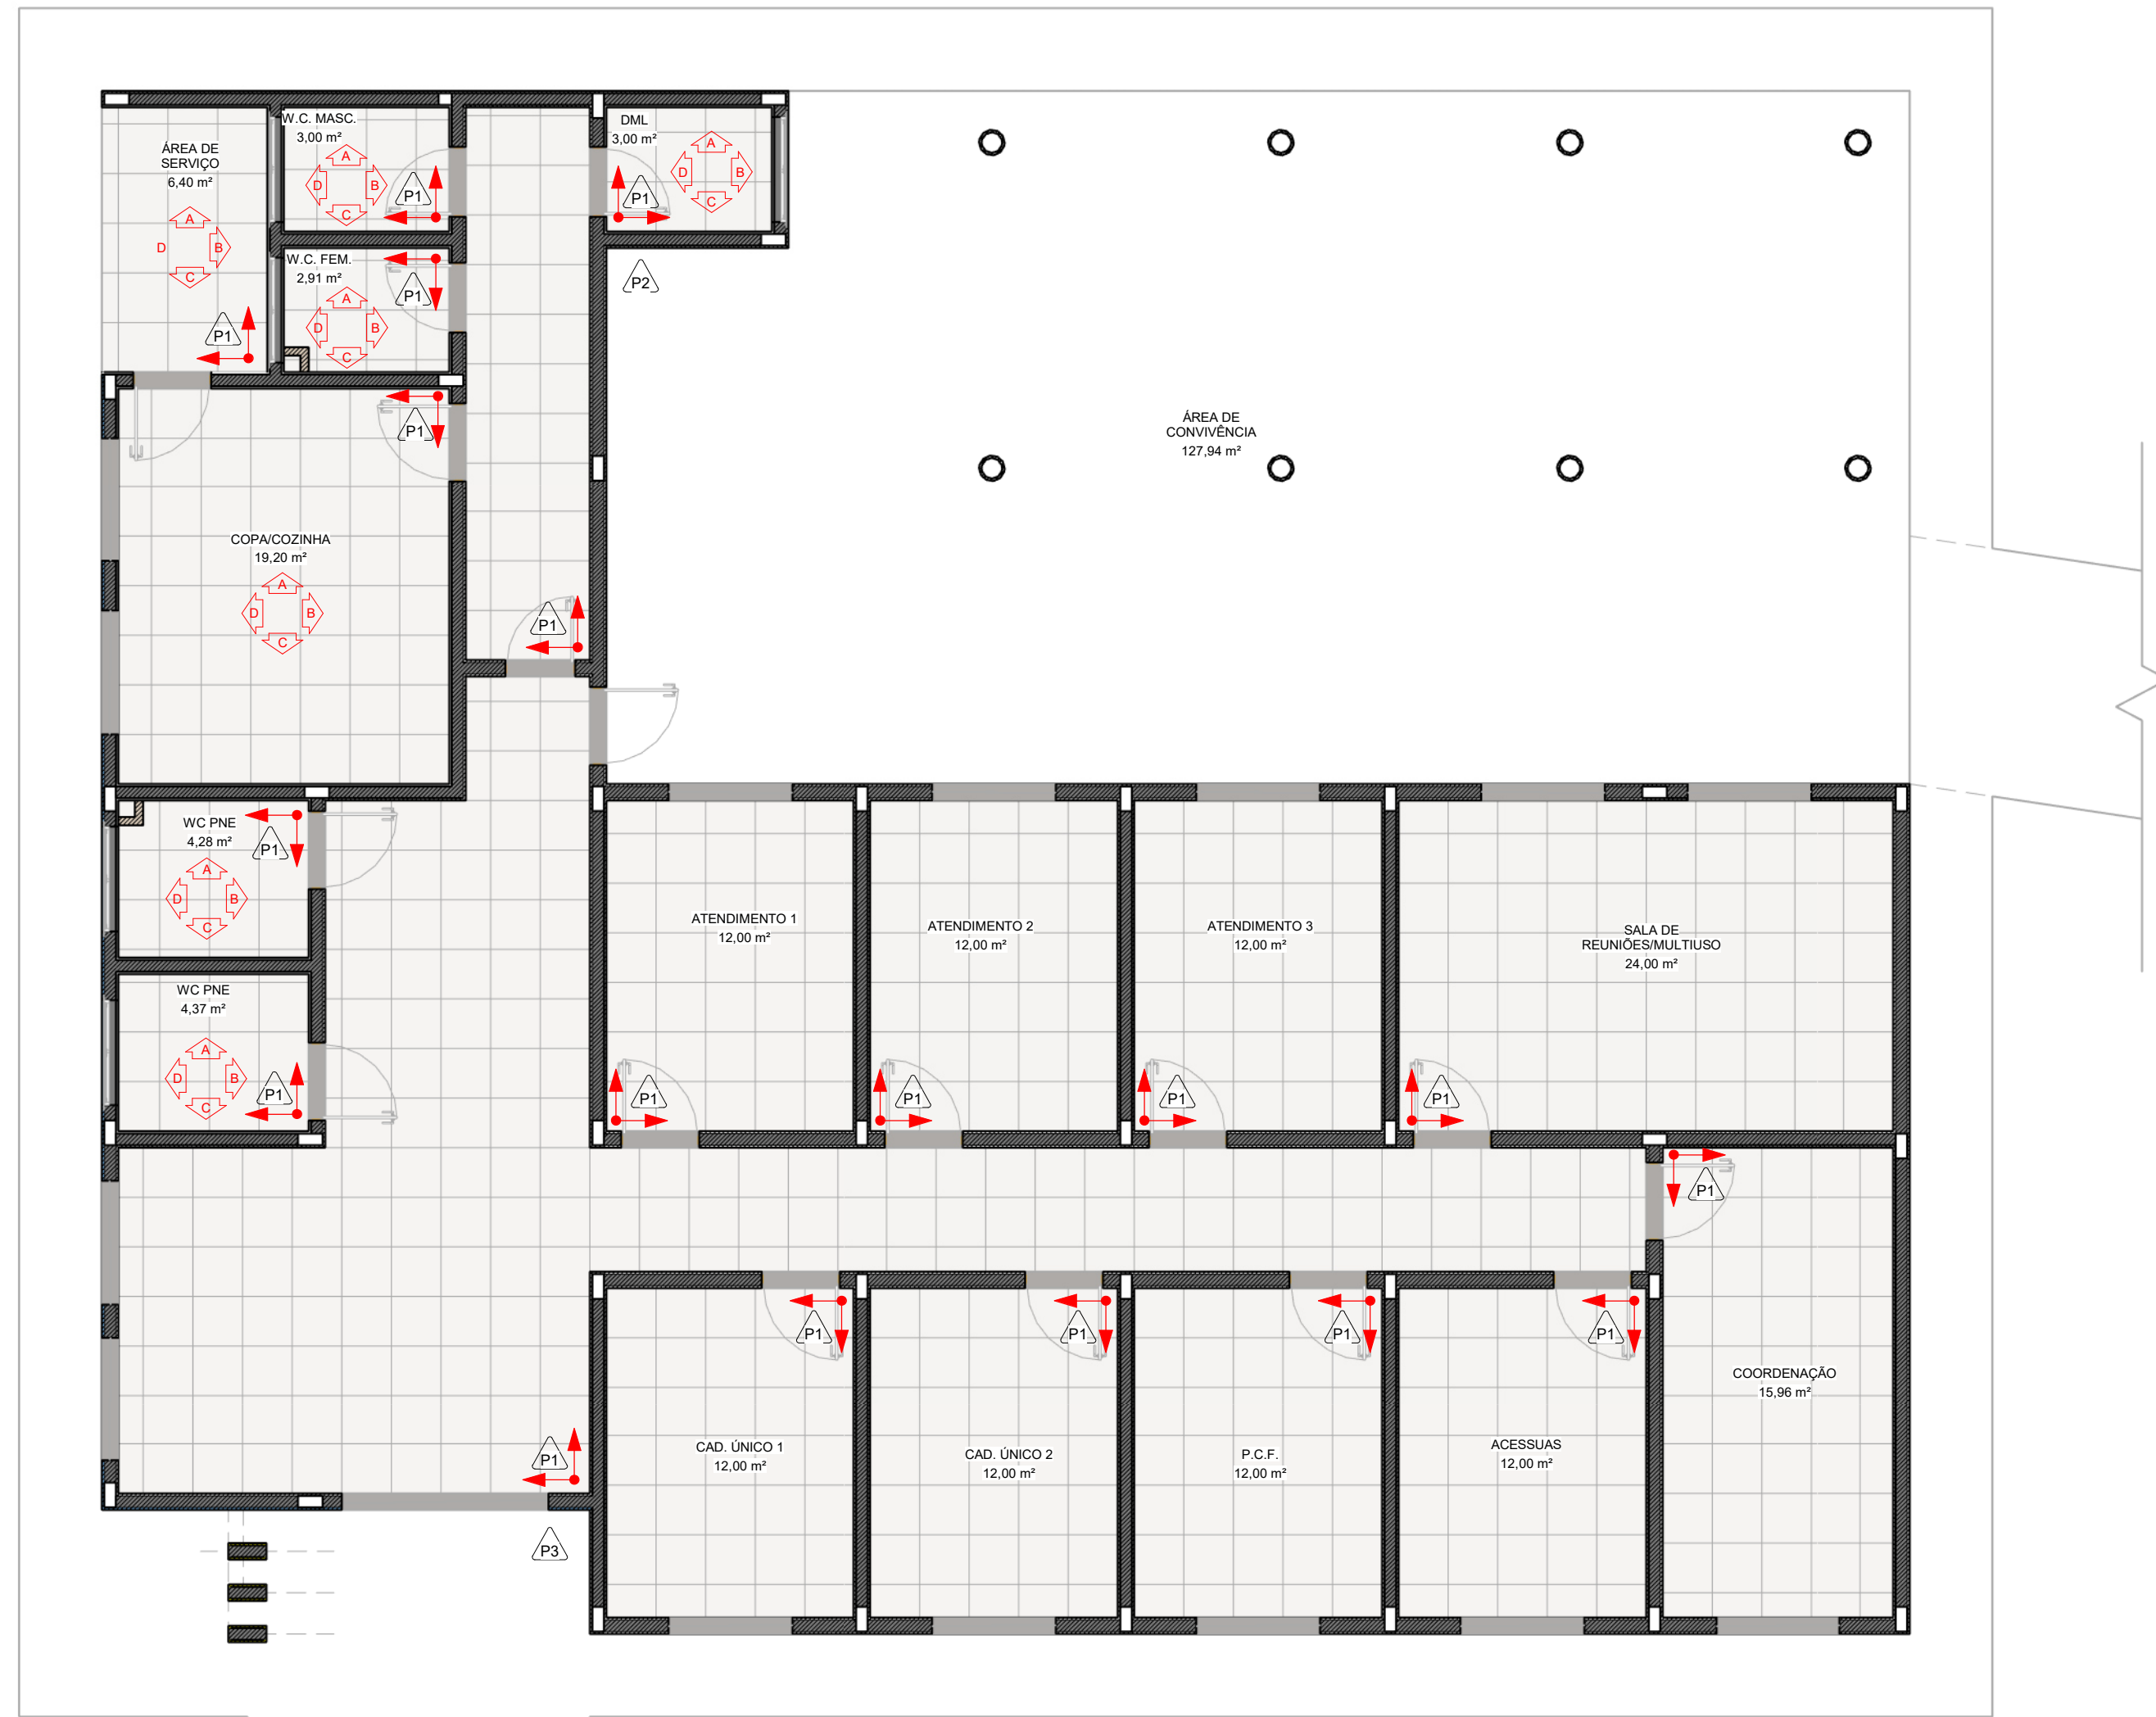 W.C. MASC.
3,00 m²
A
D
B
C
P1
DML
3,00 m²
A
D
B
C
P1
ÁREA DE
SERVIÇO
6,40 m²
A
D
B
C
P1
W.C. FEM.
2,91 m²
A
D
B
C
P1
P2
P1
ÁREA DE
CONVIVÊNCIA
127,94 m²
COPA/COZINHA
19,20 m²
A
D
B
C
P1
WC PNE
4,28 m²
A
D
B
C
P1
WC PNE
4,37 m²
A
D
B
C
P1
ATENDIMENTO 1
12,00 m²
P1
ATENDIMENTO 2
12,00 m²
P1
ATENDIMENTO 3
12,00 m²
P1
SALA DE
REUNIÕES/MULTIUSO
24,00 m²
P1
P1
COORDENAÇÃO
15,96 m²
P1
CAD. ÚNICO 1
12,00 m²
P1
CAD. ÚNICO 2
12,00 m²
P1
P.C.F.
12,00 m²
P1
ACESSUAS
12,00 m²
P1
P3